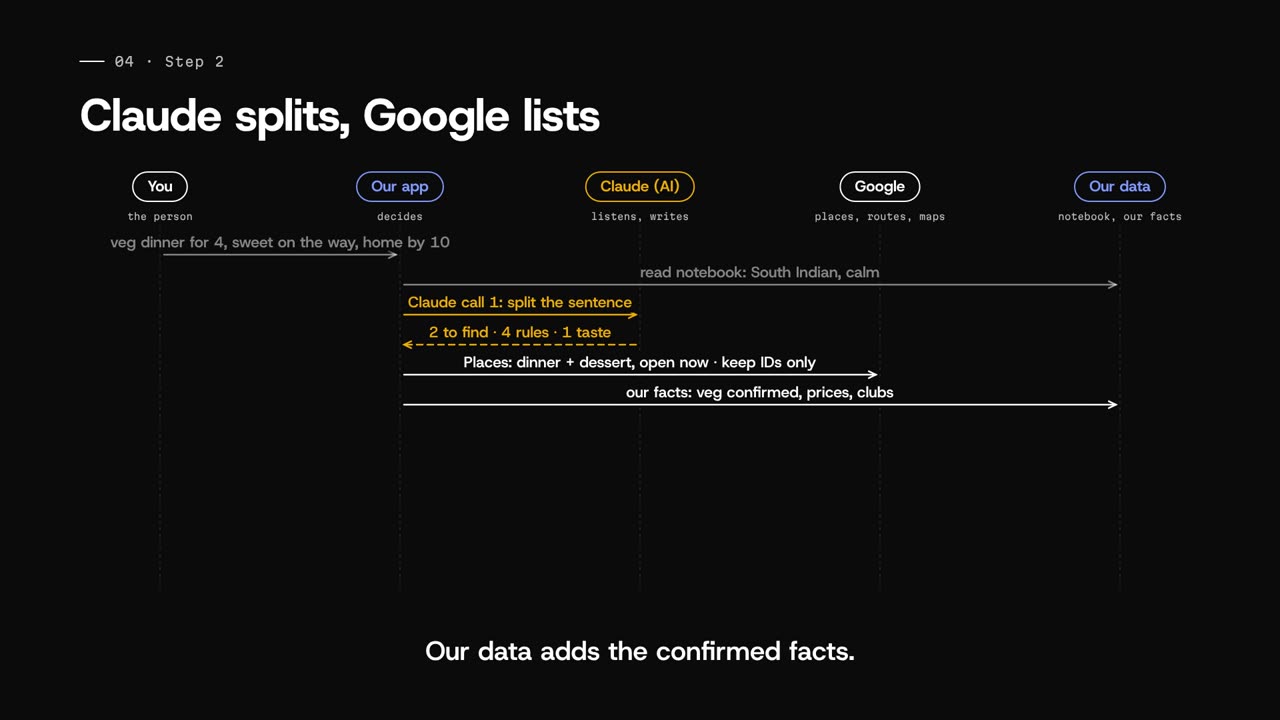 04 · Step 2
Claude splits, Google lists
You
Our app
Claude (AI)
Google
Our data
the person
decides
listens, writes
places, routes, maps
notebook, our facts
veg dinner for 4, sweet on the way, home by 10
read notebook: South Indian, calm
Claude call 1: split the sentence
2 to find · 4 rules · 1 taste
Places: dinner + dessert, open now · keep IDs only
our facts: veg confirmed, prices, clubs
Our data adds the confirmed facts.